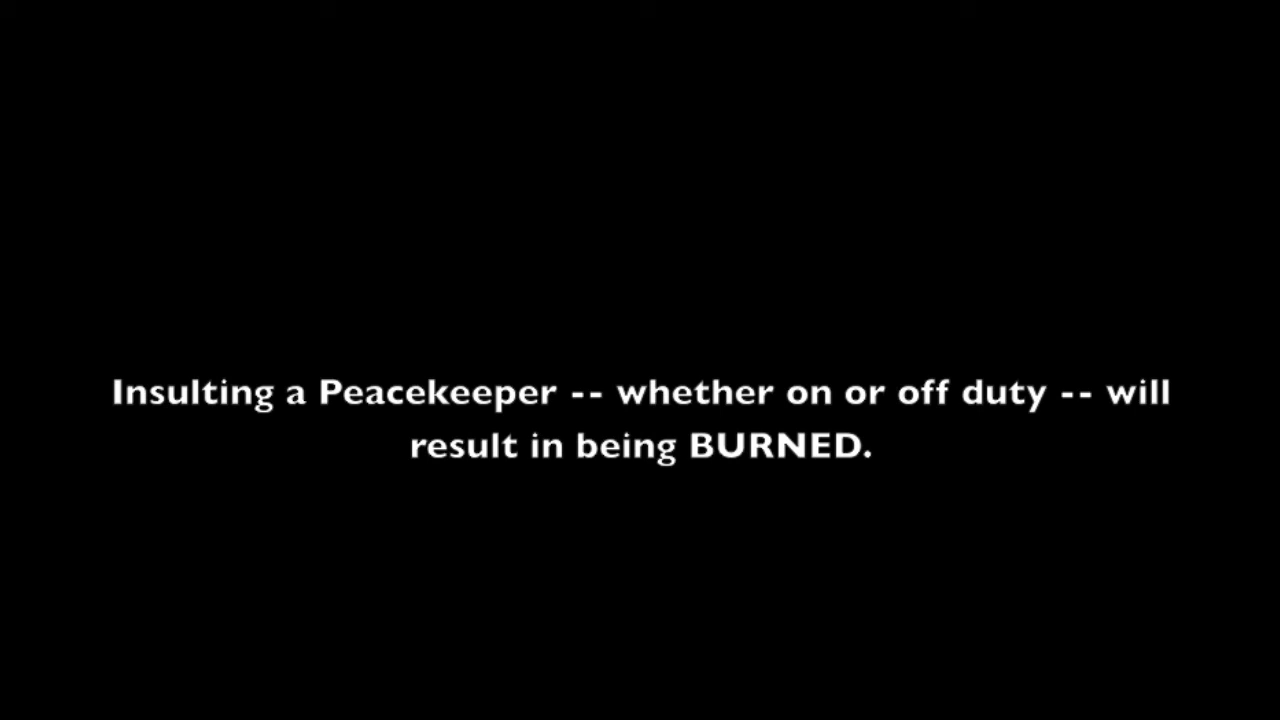 Insulting a Peacekeeper -- whether on or off duty -- will
result in being BURNED.